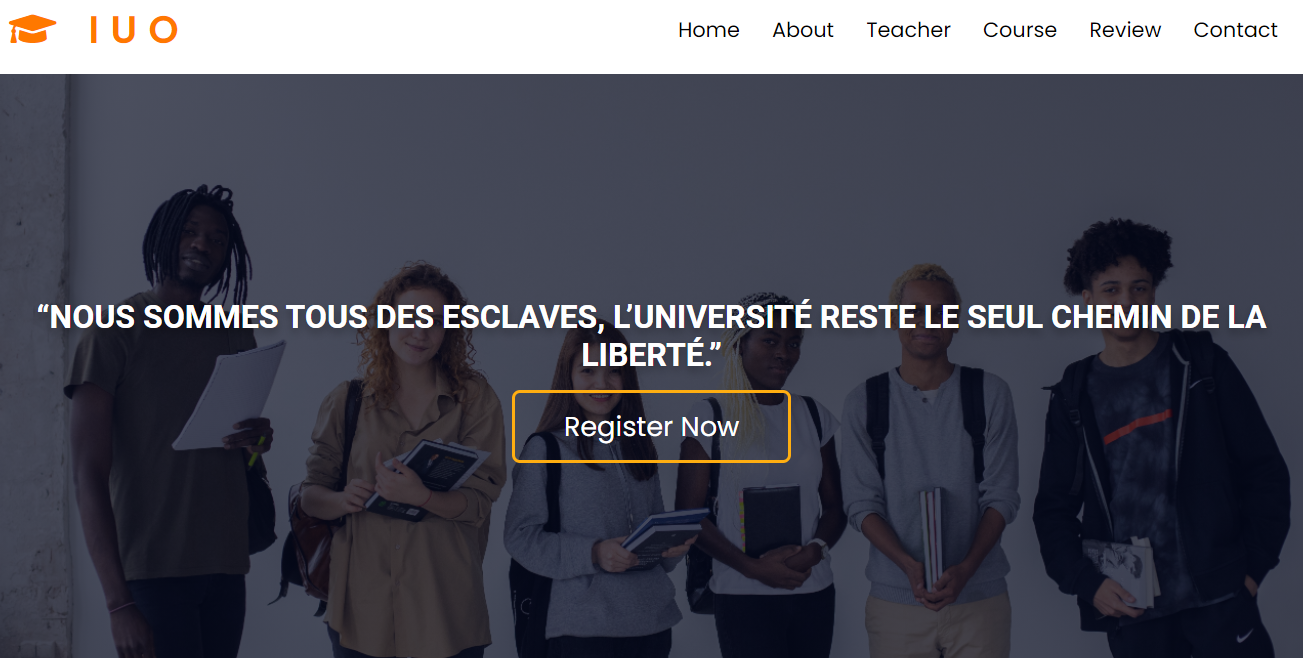 IUO
Home About Teacher Course Review Contact
“NOUS SOMMES TOUS DES ESCLAVES, L’UNIVERSITÉ RESTE LE SEUL CHEMIN DE LA
LIBERTÉ.”
Register Now